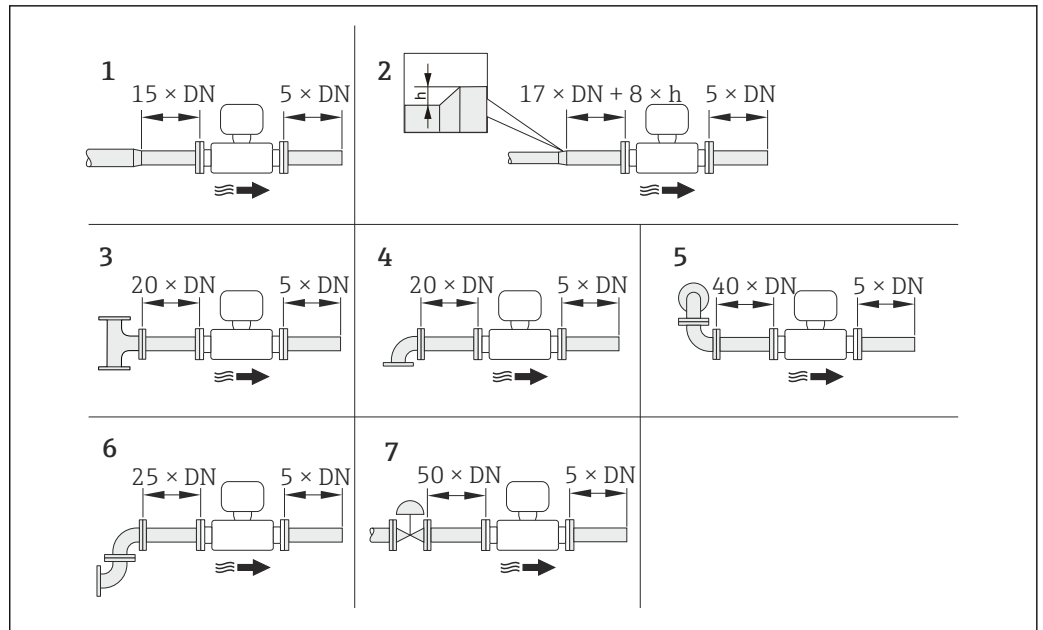 1
15 × DN 5 × DN
2
h
17 × DN + 8 × h 5 × DN
3
20 × DN 5 × DN
4
20 × DN 5 × DN
5
40 × DN 5 × DN
6
25 × DN 5 × DN
7
50 × DN 5 × DN